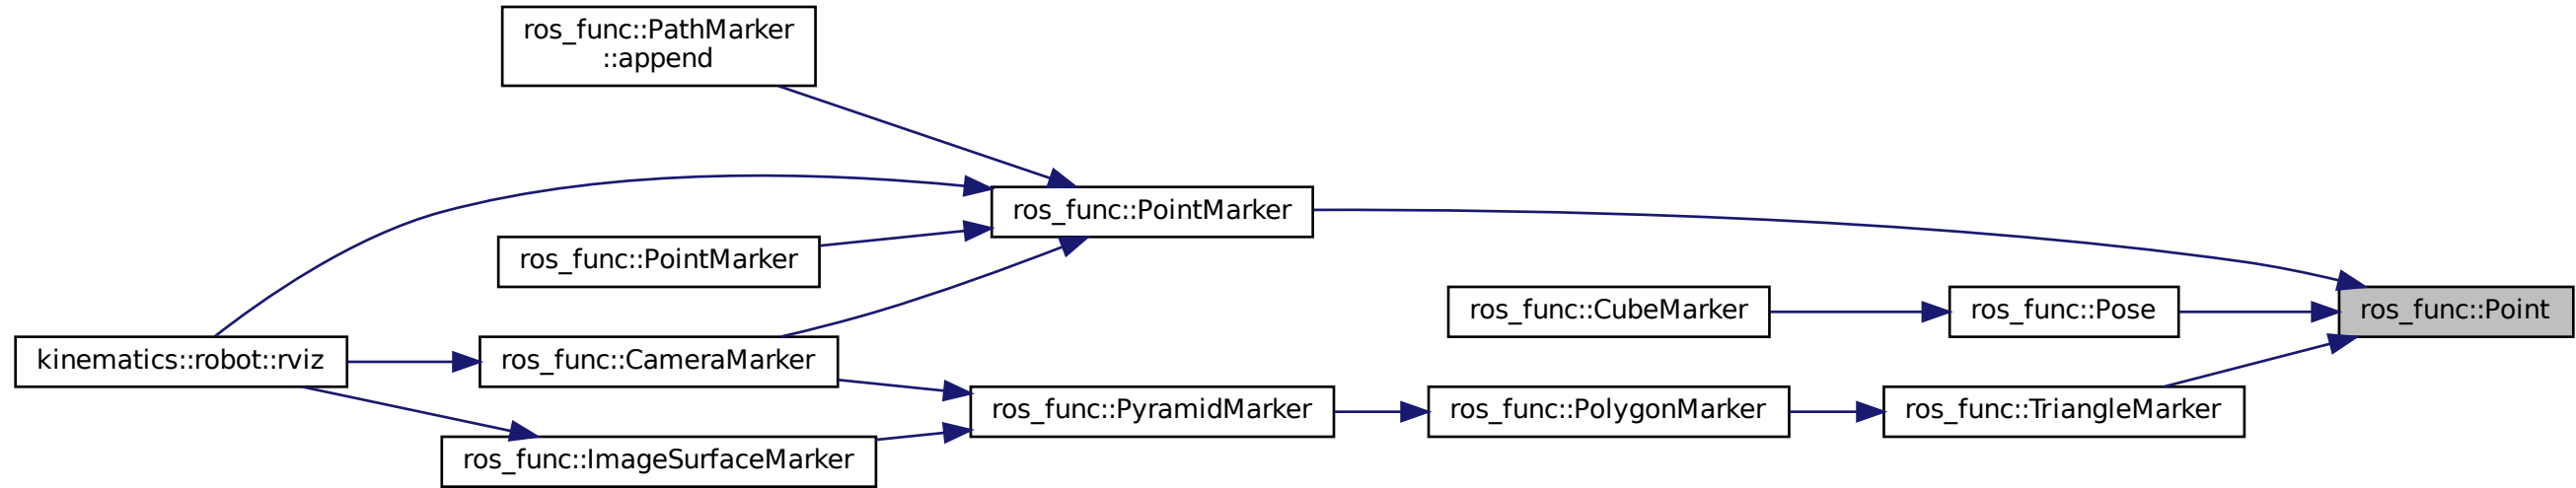 ros_func::PathMarker
::append
ros_func::PointMarker
ros_func::PointMarker
ros_func::CubeMarker
ros_func::Pose
ros_func::Point
kinematics::robot::rviz
ros_func::CameraMarker
ros_func::PyramidMarker
ros_func::PolygonMarker
ros_func::TriangleMarker
ros_func::ImageSurfaceMarker